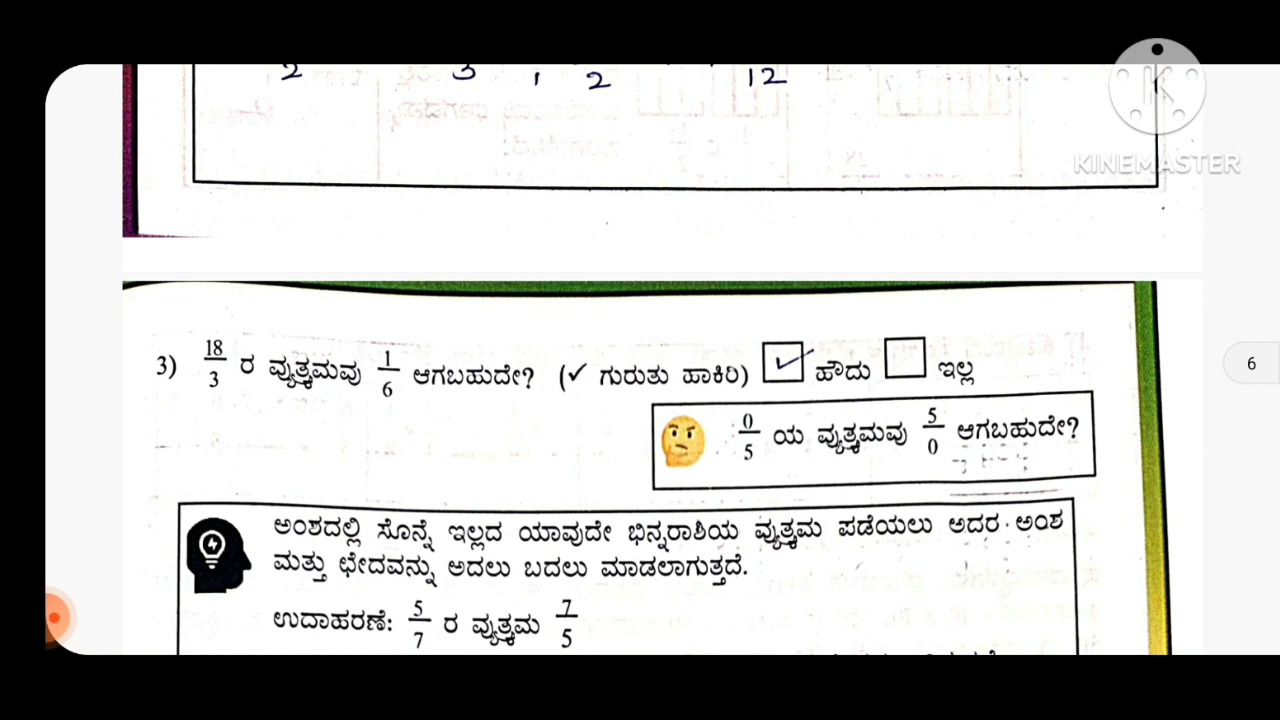 2 3 1 2 12
KINEMASTER
3) 18/3 ರ ವ್ಯುತ್ಕ್ರಮವು 1/6 ಆಗಬಹುದೇ? (✓ ಗುರುತು ಹಾಕಿರಿ) ಹೌದು ಇಲ್ಲ
6
0/5 ಯ ವ್ಯುತ್ಕ್ರಮವು 5/0 ಆಗಬಹುದೇ?
ಅಂಶದಲ್ಲಿ ಸೊನ್ನೆ ಇಲ್ಲದ ಯಾವುದೇ ಭಿನ್ನರಾಶಿಯ ವ್ಯುತ್ಕ್ರಮ ಪಡೆಯಲು ಅದರ ಅಂಶ
ಮತ್ತು ಛೇದವನ್ನು ಅದಲು ಬದಲು ಮಾಡಲಾಗುತ್ತದೆ.
ಉದಾಹರಣೆ: 5/7 ರ ವ್ಯುತ್ಕ್ರಮ 7/5